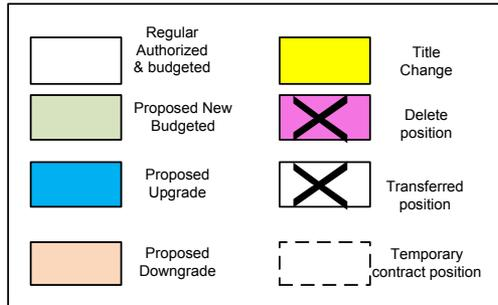 Regular
Authorized
& budgeted
Title
Change
Proposed New
Budgeted
Delete
position
Proposed
Upgrade
Transferred
position
Proposed
Downgrade
Temporary
contract position